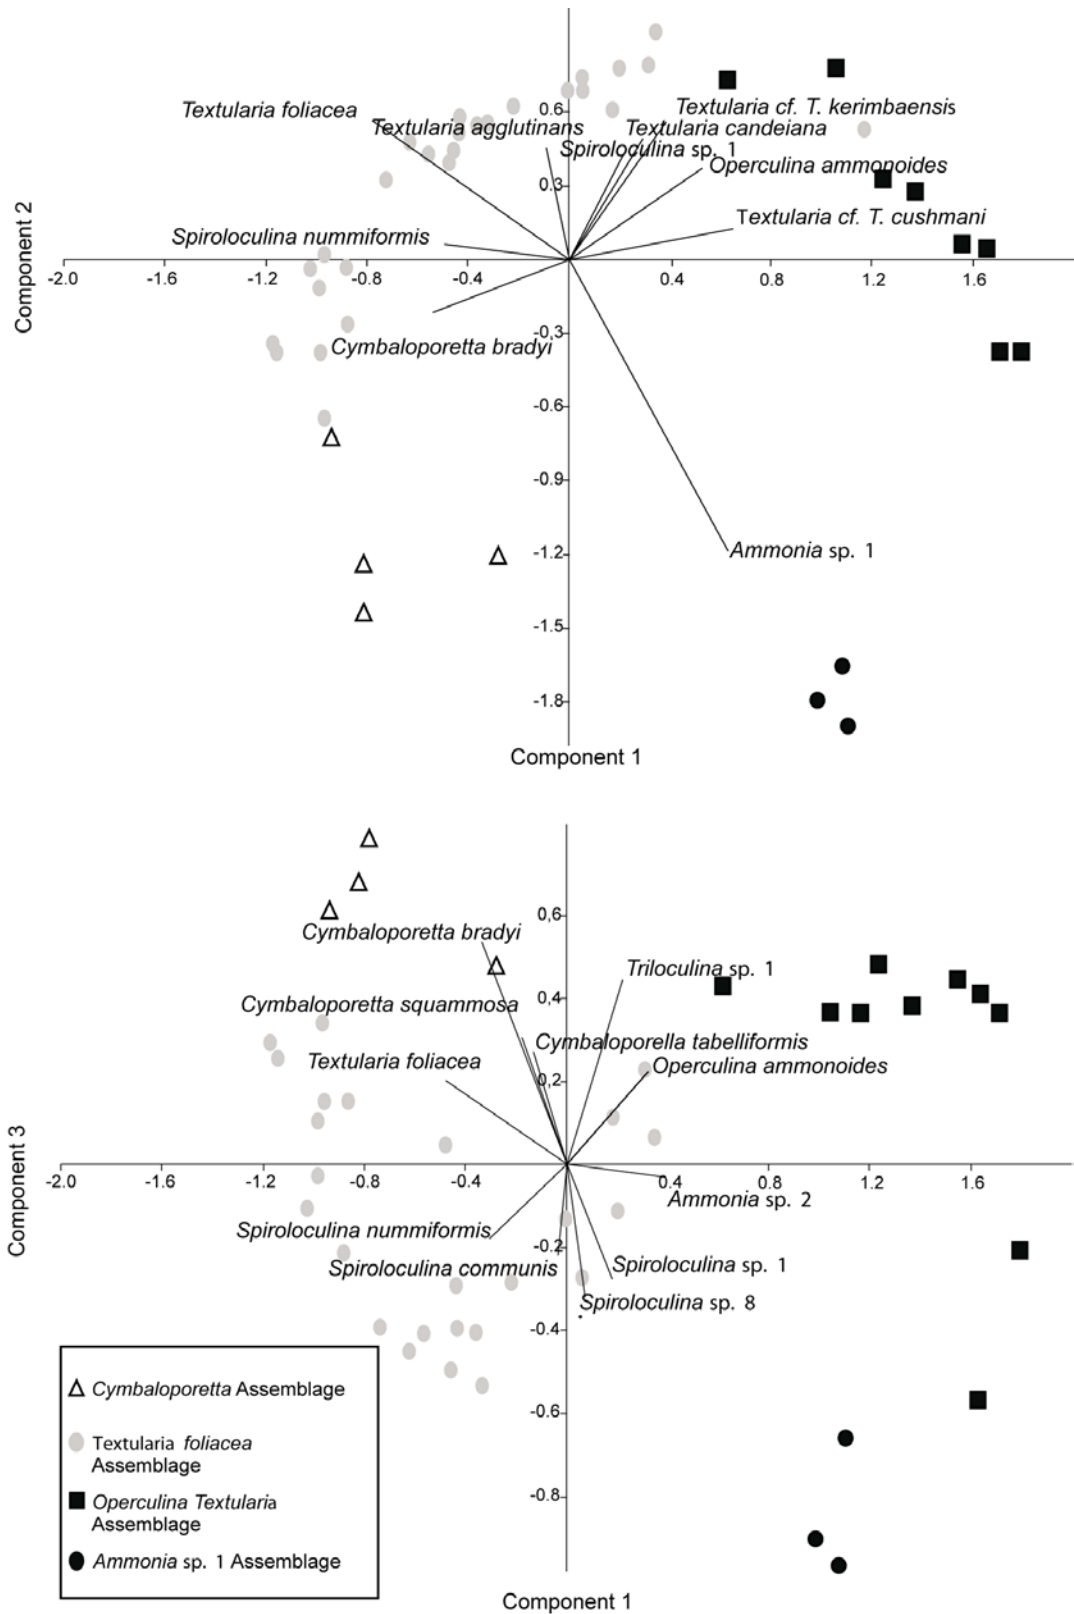 Textularia foliacea
Textularia cf. T. kerimbaensis
0.6
Textularia agglutinans
Textularia candeiana
Spiroloculina sp. 1
Operculina ammonoides
0.3
Textularia cf. T. cushmani
Spiroloculina nummiformis
Component 2
-2.0
-1.6
-1.2
-0.8
-0.4
0.4
0.8
1.2
1.6
-0.3
Cymbaloporetta bradyi
-0.6
-0.9
-1.2
Ammonia sp. 1
-1.5
-1.8
Component 1
0,6
Cymbaloporetta bradyi
Triloculina sp. 1
Cymbaloporetta squammosa
0.4
Cymbaloporella tabelliformis
Textularia foliacea
Operculina ammonoides
0,2
Component 3
-2.0
-1.6
-1.2
-0.8
-0.4
0.4
0.8
1.2
1.6
Ammonia sp. 2
Spiroloculina nummiformis
-0.2
Spiroloculina communis
Spiroloculina sp. 1
Spiroloculina sp. 8
-0.4
-0.6
-0.8
Cymbaloporetta Assemblage
Textularia foliacea
Assemblage
Operculina Textularia
Assemblage
Ammonia sp. 1 Assemblage
Component 1